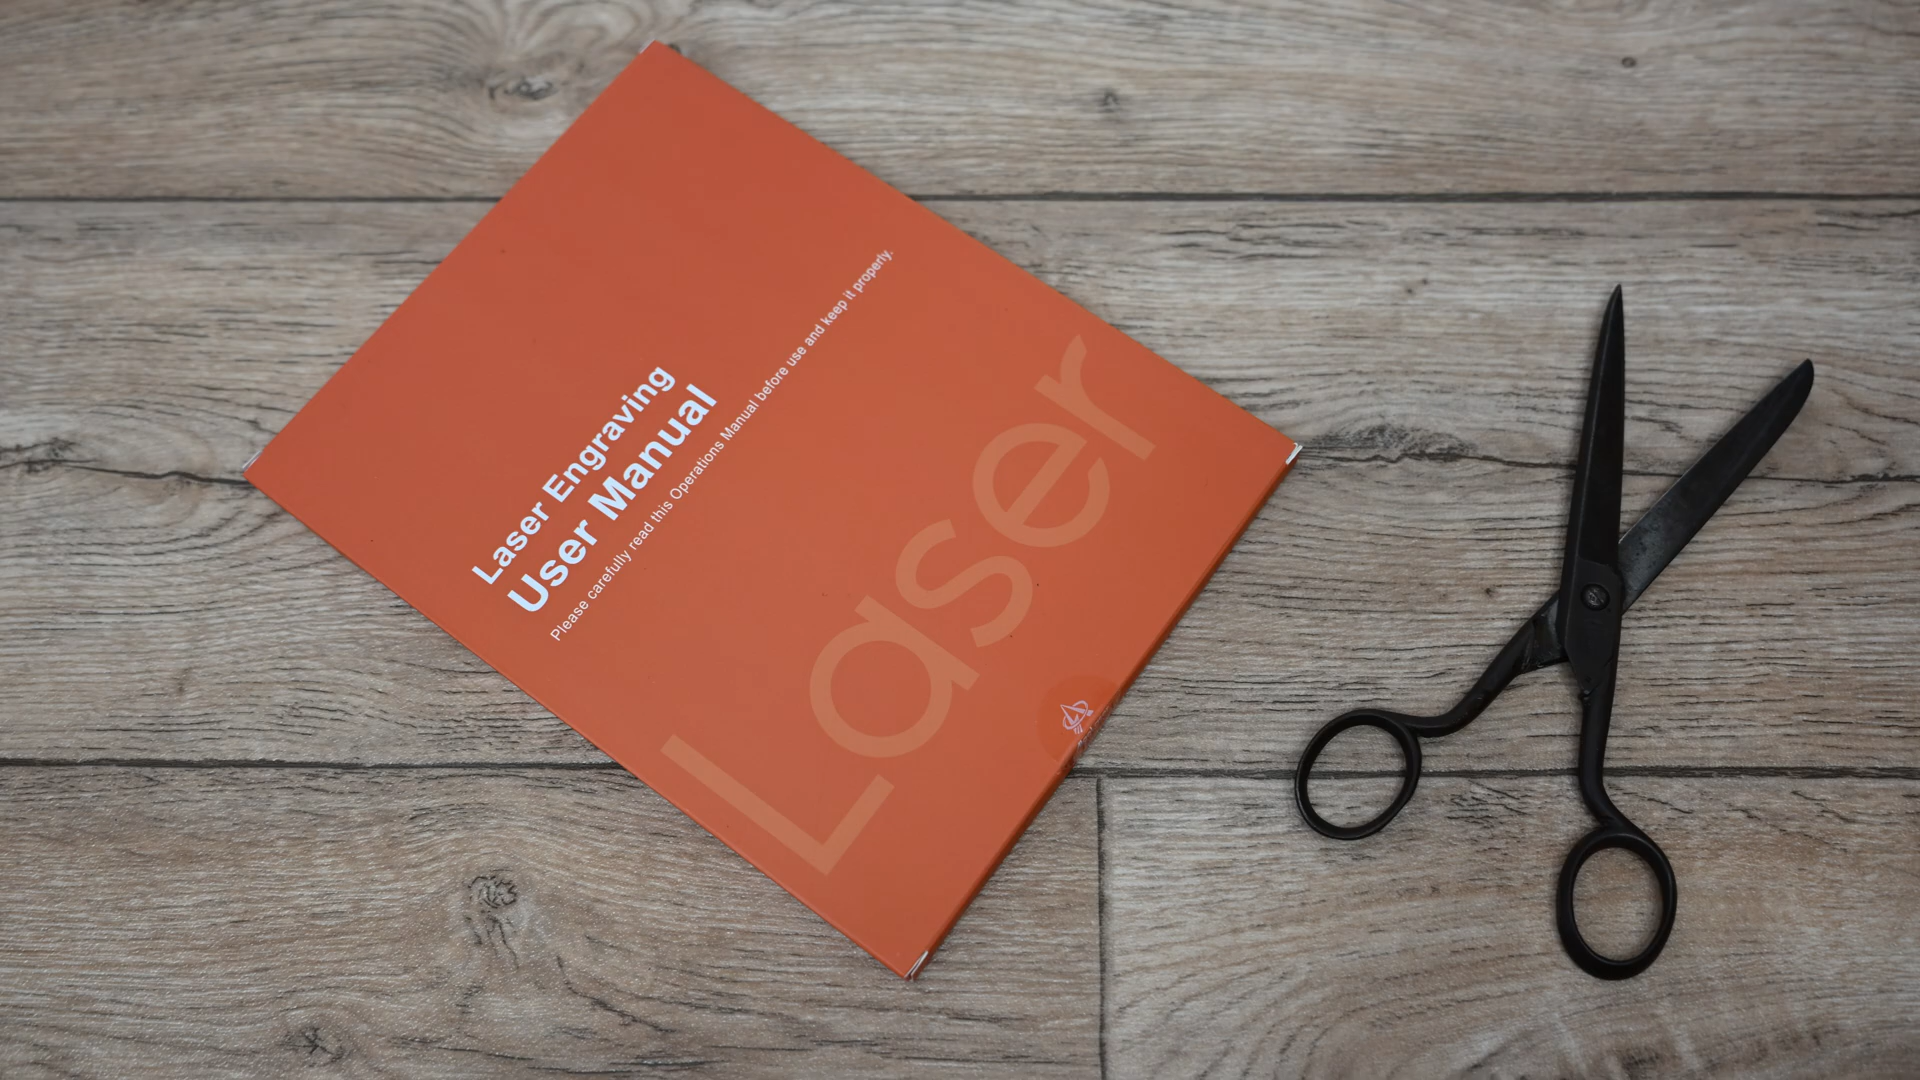 Laser Engraving
User Manual
Please carefully read this Operations Manual before use and keep it properly.
Laser